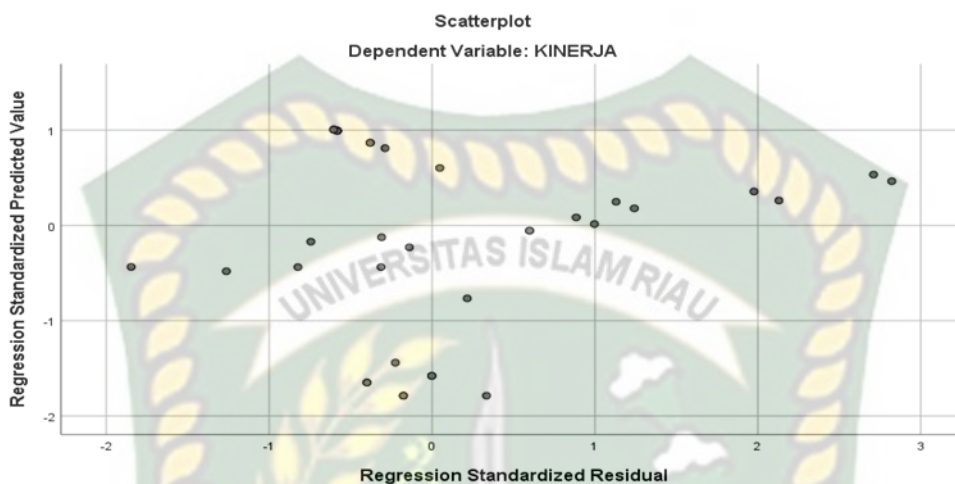 Scatterplot
Dependent Variable: KINERJA
Regression Standardized Predicted Value
1
0
-1
-2
UNIVERSITAS ISLAM RIAU
-2
-1
0
1
2
3
Regression Standardized Residual